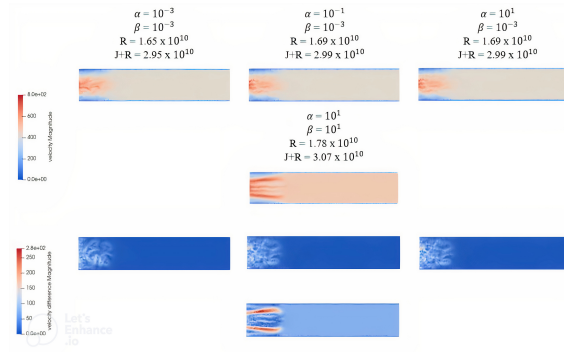 α = 10⁻³
β = 10⁻³
R = 1.65 x 10¹⁰
J+R = 2.95 x 10¹⁰
α = 10⁻¹
β = 10⁻³
R = 1.69 x 10¹⁰
J+R = 2.99 x 10¹⁰
α = 10¹
β = 10⁻³
R = 1.69 x 10¹⁰
J+R = 2.99 x 10¹⁰
8.0e+02
600
400
200
0.0e+00
velocity Magnitude
α = 10¹
β = 10¹
R = 1.78 x 10¹⁰
J+R = 3.07 x 10¹⁰
2.8e+02
250
200
150
100
50
0.0e+00
velocity difference Magnitude
Let's
Enhance
.io